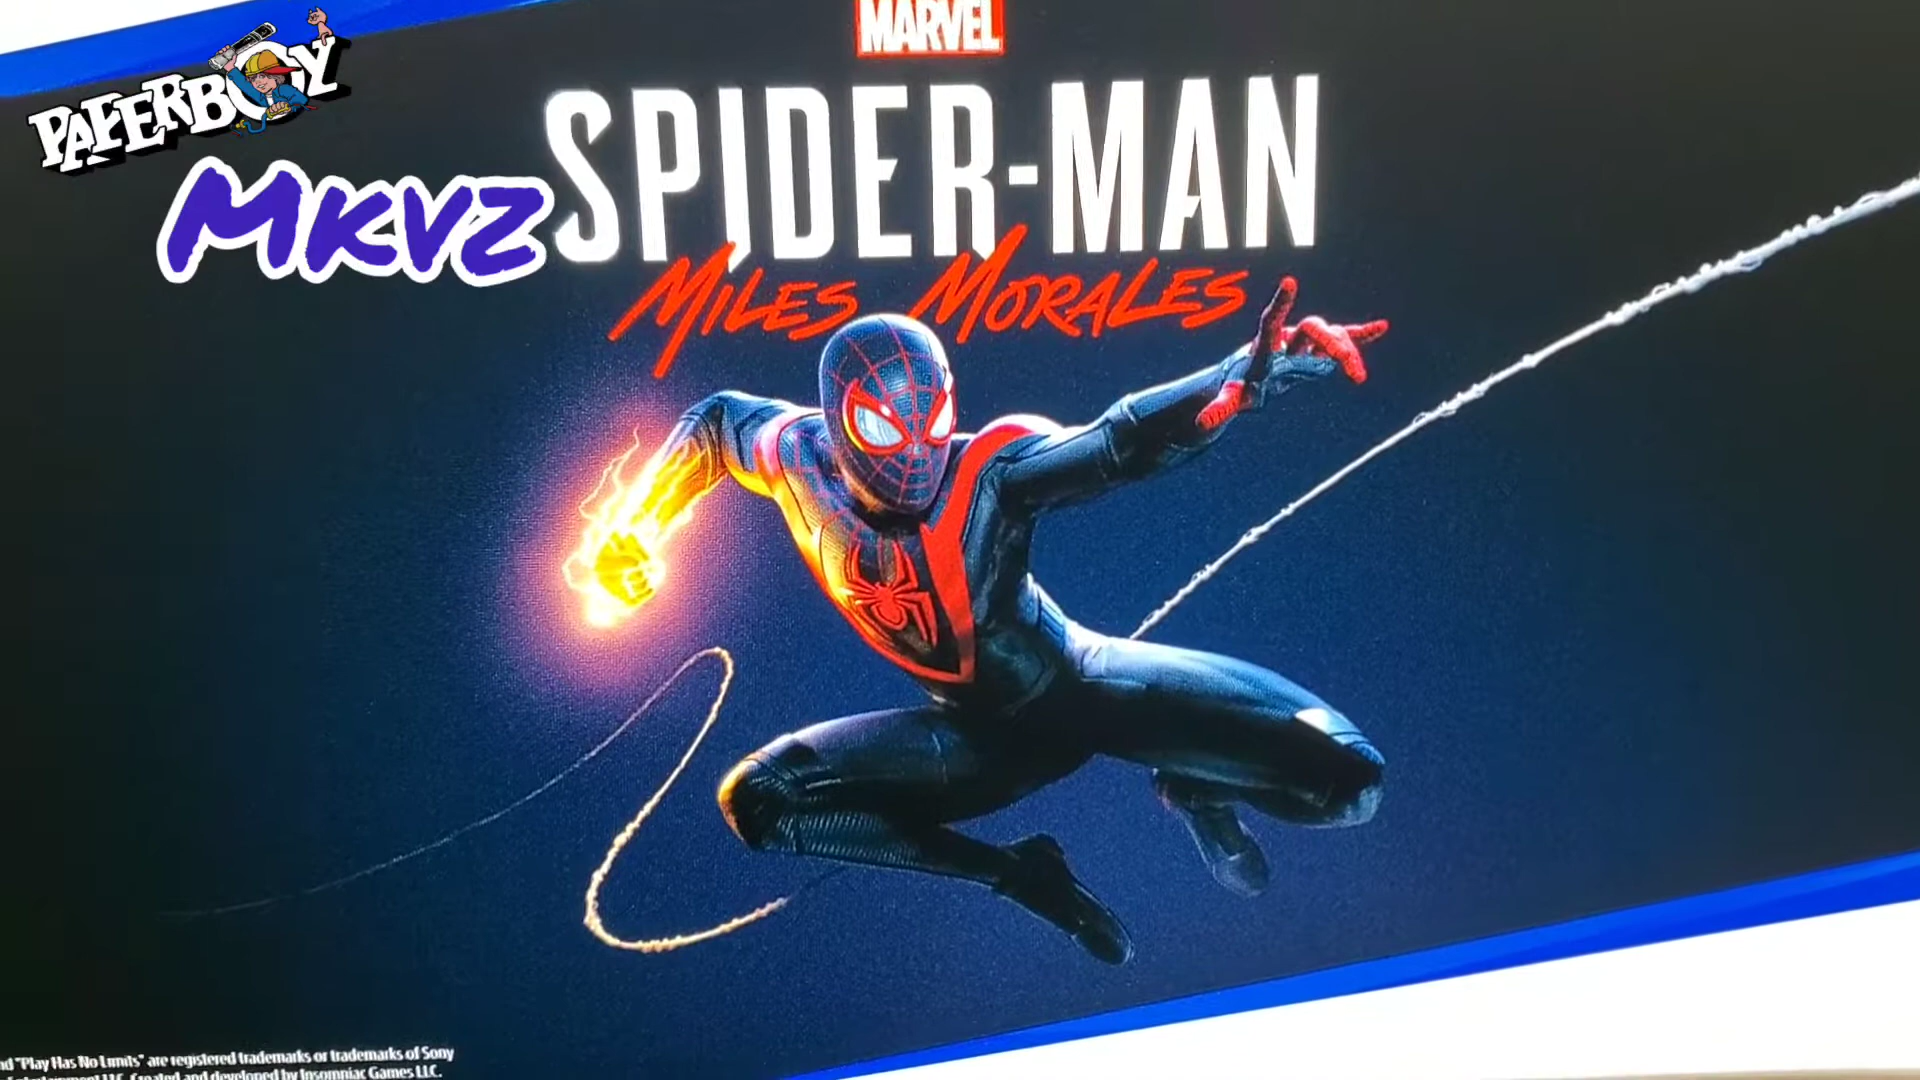 MARVEL
PAPERBOY
SPIDER-MAN
MKVZ
MILES MORALES
"Play Has No Limits" are registered trademarks or trademarks of Sony
LLC. Created and developed by Insomniac Games LLC.